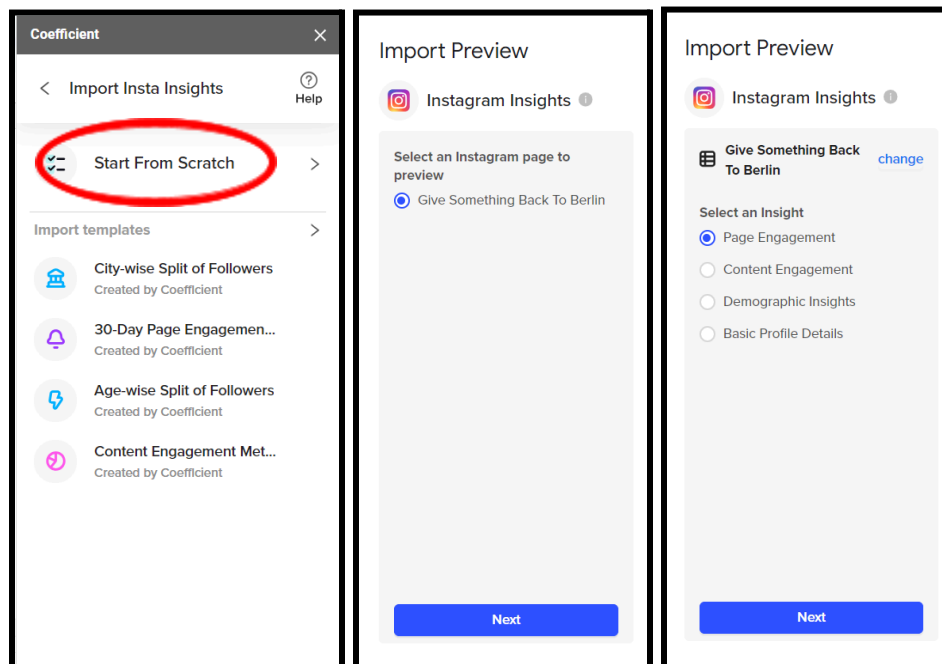 Coefficient
Import Insta Insights
Help
Start From Scratch
Import templates
City-wise Split of Followers
Created by Coefficient
30-Day Page Engagemen...
Created by Coefficient
Age-wise Split of Followers
Created by Coefficient
Content Engagement Met...
Created by Coefficient
Import Preview
Instagram Insights
Select an Instagram page to
preview
Give Something Back To Berlin
Next
Import Preview
Instagram Insights
Give Something Back
To Berlin
change
Select an Insight
Page Engagement
Content Engagement
Demographic Insights
Basic Profile Details
Next